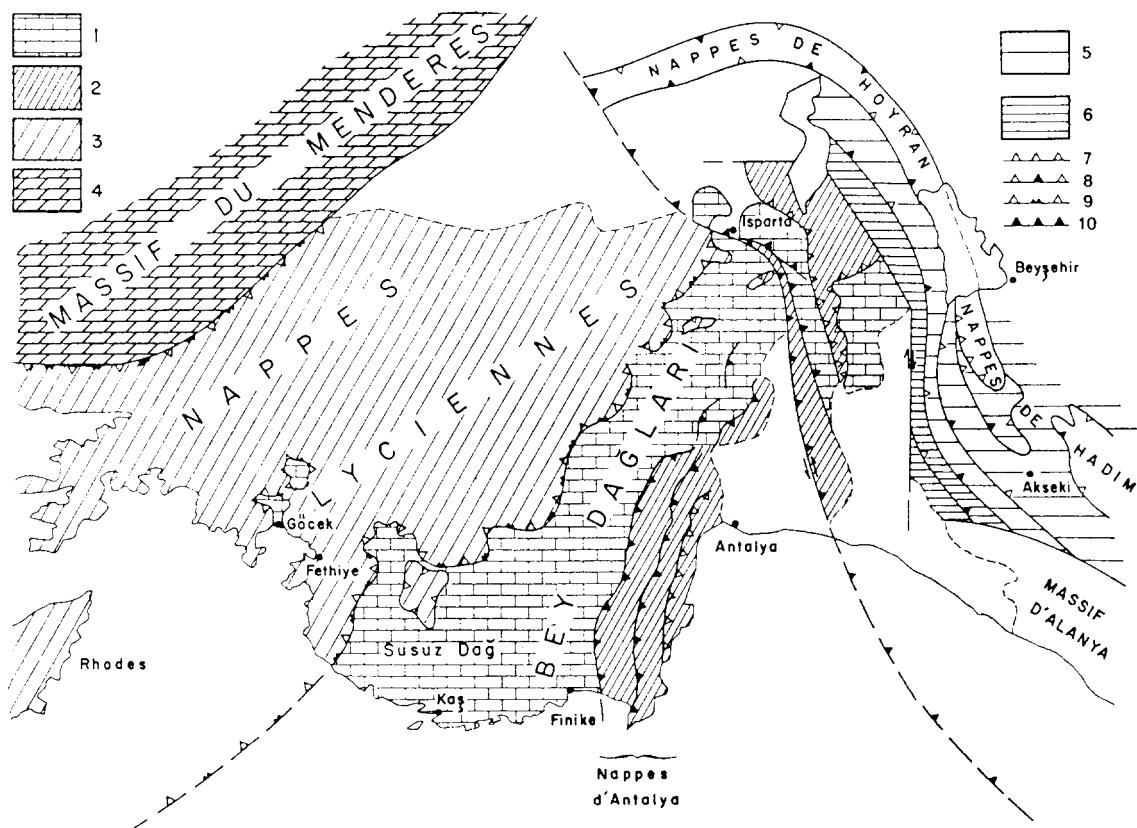 1
2
3
4
5
6
7
8
9
10
MASSIF DU MENDERES
NAPPES DE HOYRAN
Isparta
Beyşehir
NAPPES LYCIENNES
NAPPES DE HADIM
BEY DAGLARI
Akseki
Göcek
Fethiye
Antalya
MASSIF
D'ALANYA
Rhodes
Susuz Dağ
Kaş
Finike
Nappes
d'Antalya